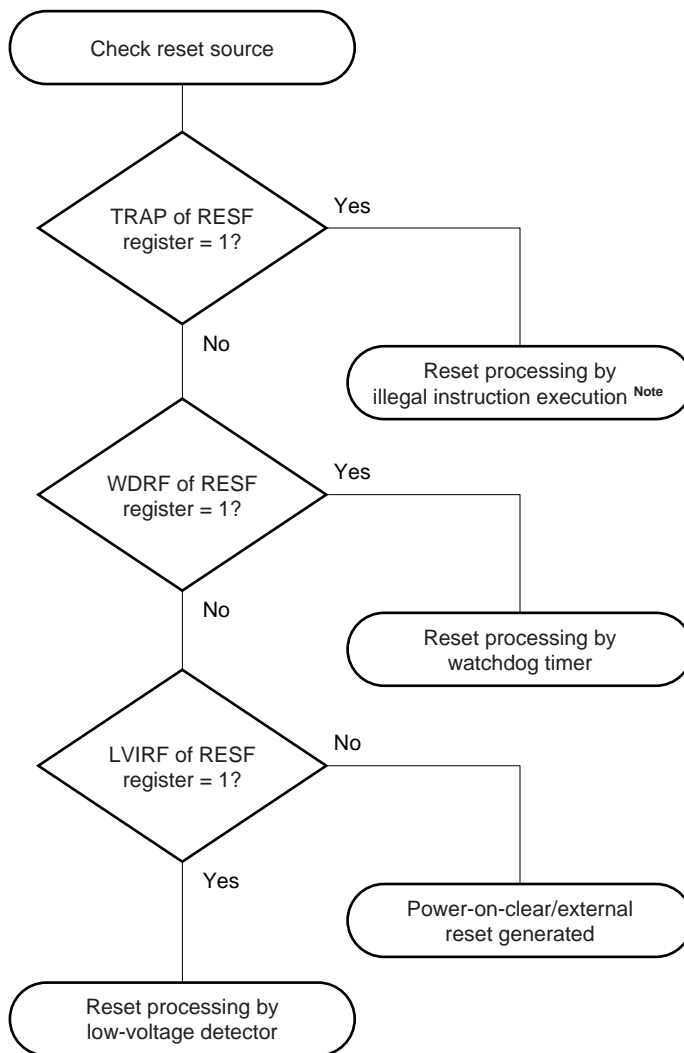 Check reset source
TRAP of RESF
register = 1?
Yes
No
Reset processing by
illegal instruction execution Note
WDRF of RESF
register = 1?
Yes
No
Reset processing by
watchdog timer
LVIRF of RESF
register = 1?
No
Yes
Power-on-clear/external
reset generated
Reset processing by
low-voltage detector